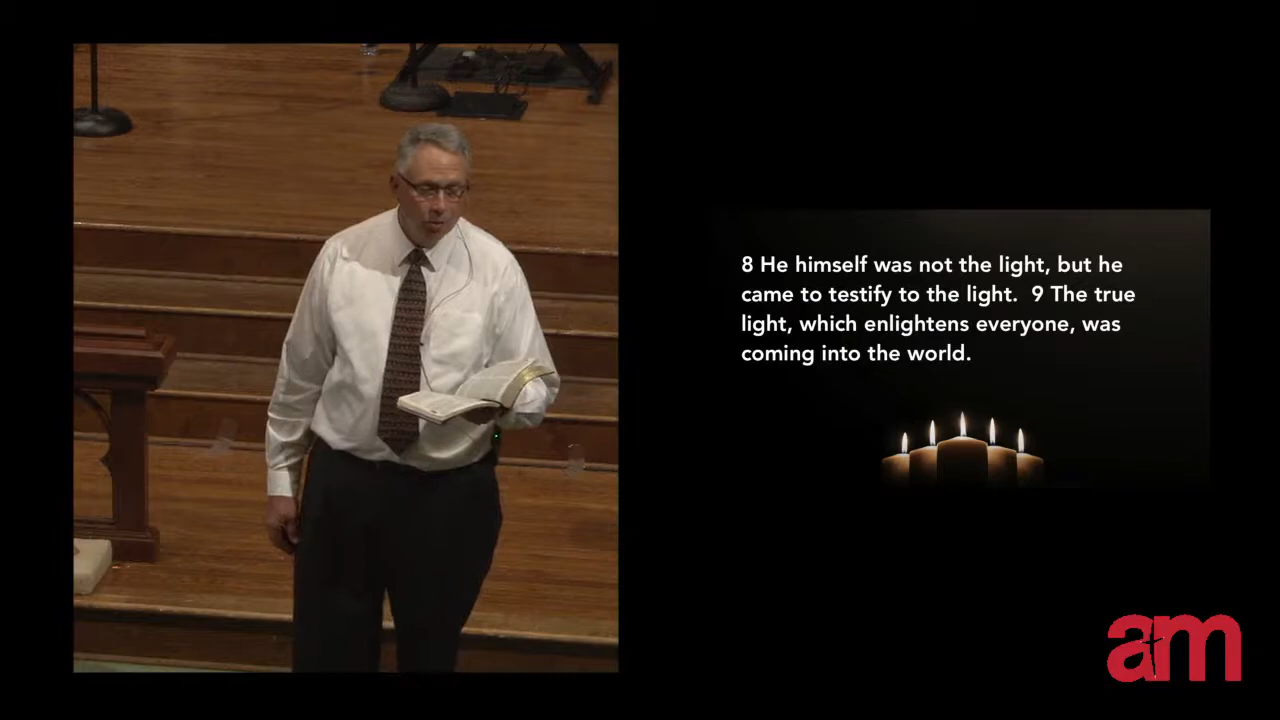 8 He himself was not the light, but he
came to testify to the light.  9 The true
light, which enlightens everyone, was
coming into the world.
am